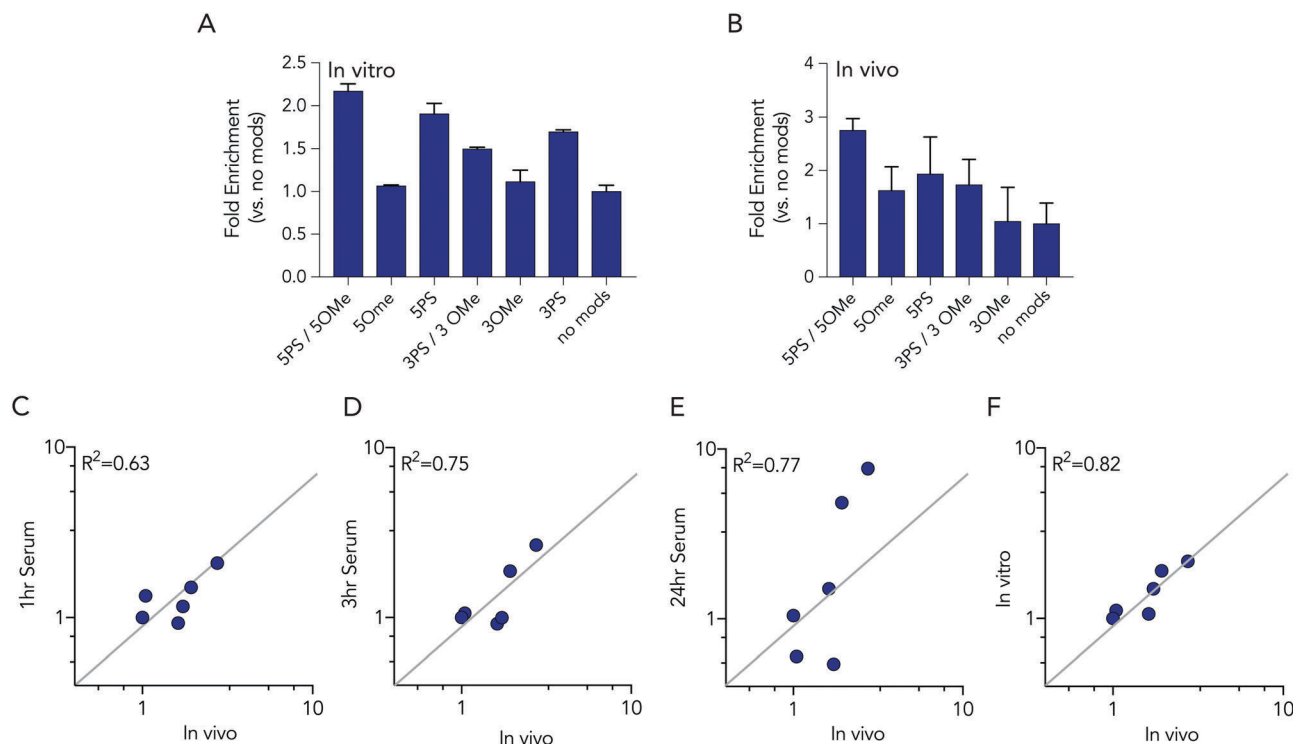 A
In vitro
Fold Enrichment
(vs. no mods)
2.5
2.0
1.5
1.0
0.5
0.0
5PS / 5OMe
5Ome
5PS
3PS / 3 OMe
3OMe
3PS
no mods
B
In vivo
Fold Enrichment
(vs. no mods)
4
3
2
1
0
5PS / 5OMe
5Ome
5PS
3PS / 3 OMe
3OMe
no mods
C
10
R²=0.63
1hr Serum
1
1
10
In vivo
D
10
R²=0.75
3hr Serum
1
1
10
In vivo
E
10
R²=0.77
24hr Serum
1
1
10
In vivo
F
10
R²=0.82
In vitro
1
1
10
In vivo